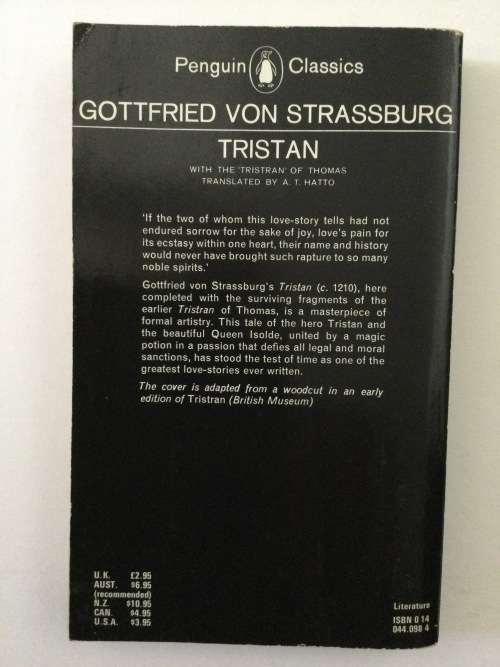 Penguin Classics
GOTTFRIED VON STRASSBURG
TRISTAN
WITH THE 'TRISTRAN' OF THOMAS
TRANSLATED BY A. T. HATTO
'If the two of whom this love-story tells had not
endured sorrow for the sake of joy, love's pain for
its ecstasy within one heart, their name and history
would never have brought such rapture to so many
noble spirits.'
Gottfried von Strassburg's Tristan (c. 1210), here
completed with the surviving fragments of the
earlier Tristran of Thomas, is a masterpiece of
formal artistry. This tale of the hero Tristan and
the beautiful Queen Isolde, united by a magic
potion in a passion that defies all legal and moral
sanctions, has stood the test of time as one of the
greatest love-stories ever written.
The cover is adapted from a woodcut in an early
edition of Tristran (British Museum)
U.K. £2.95
AUST. $6.95
(recommended)
N.Z. $10.95
CAN. $4.95
U.S.A. $3.95
Literature
ISBN 0 14
044.098 4